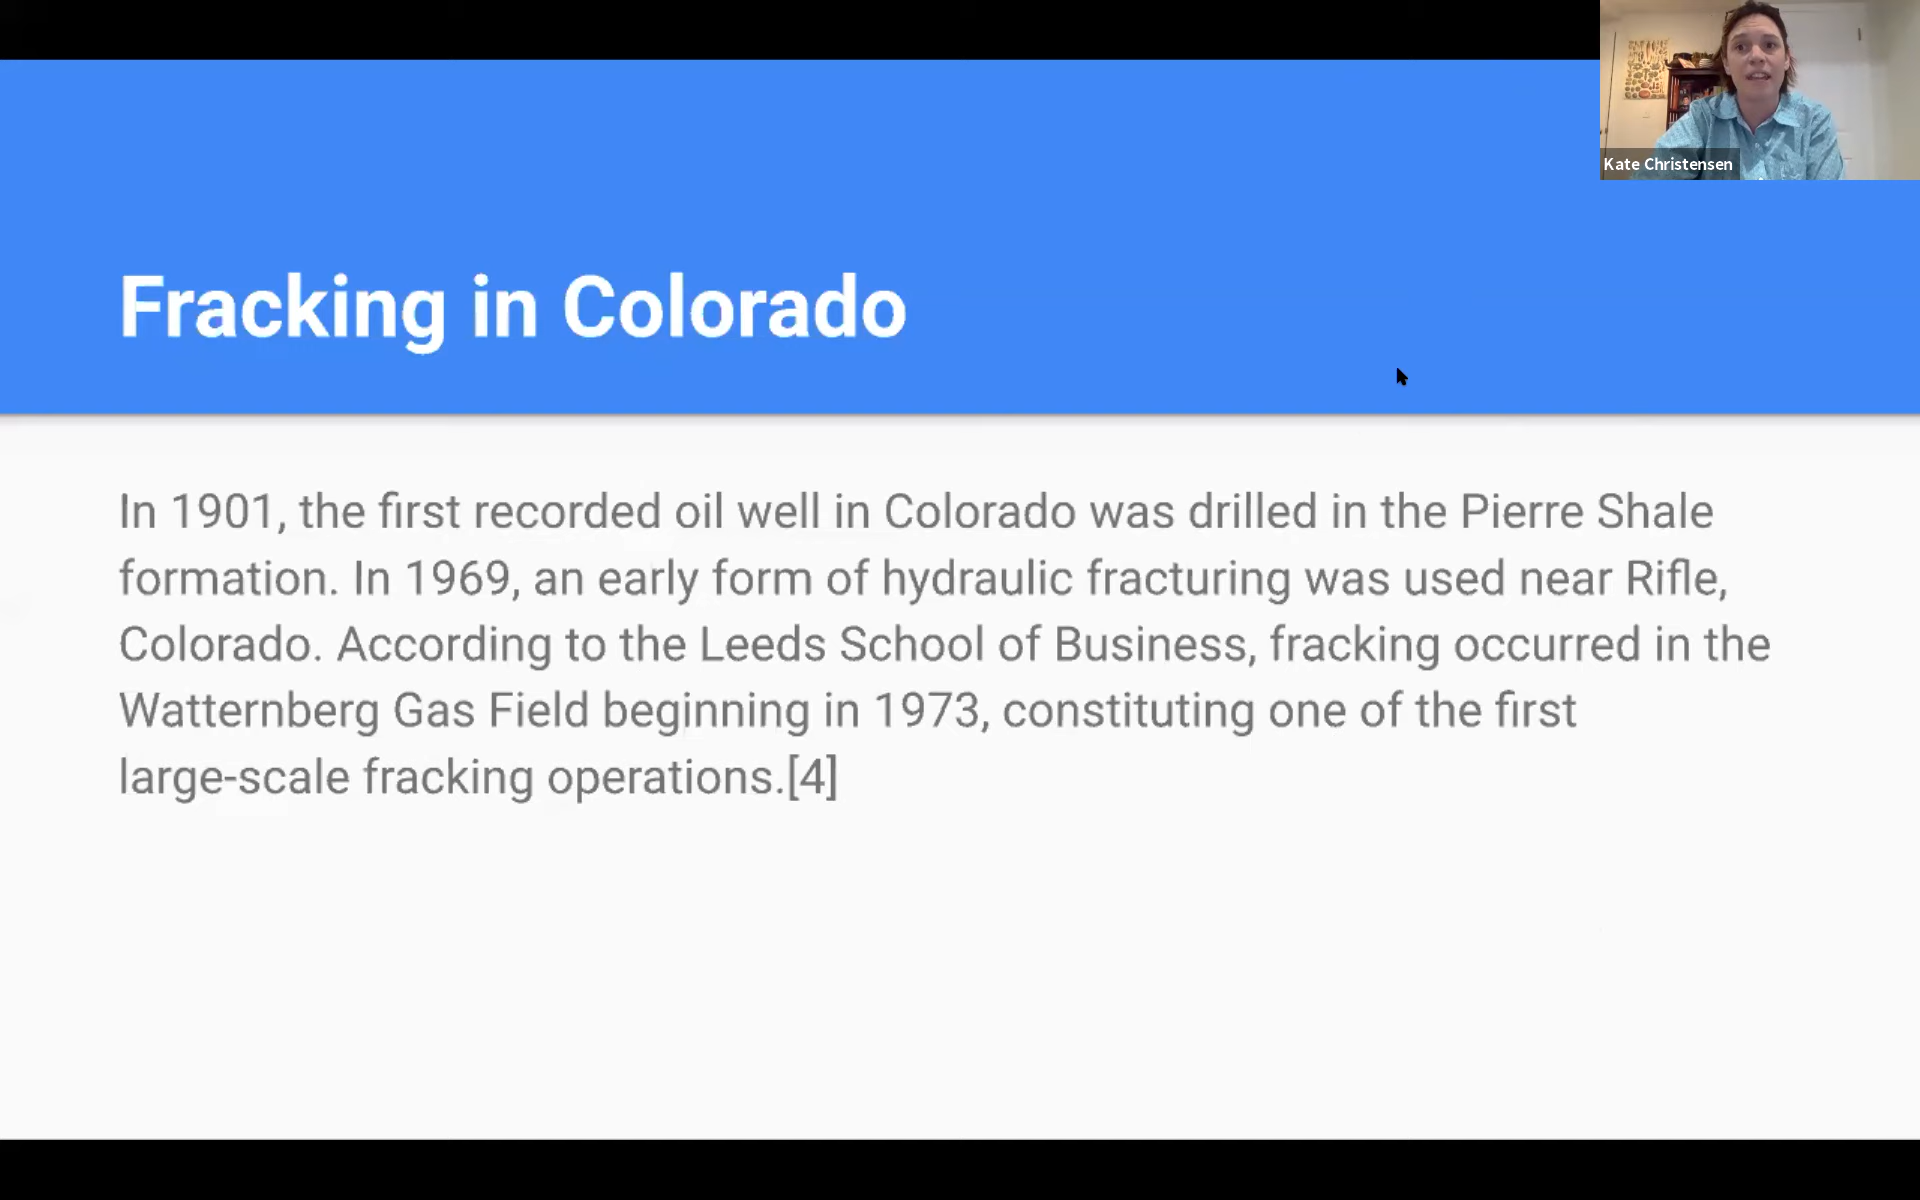 Kate Christensen
Fracking in Colorado
In 1901, the first recorded oil well in Colorado was drilled in the Pierre Shale
formation. In 1969, an early form of hydraulic fracturing was used near Rifle,
Colorado. According to the Leeds School of Business, fracking occurred in the
Watternberg Gas Field beginning in 1973, constituting one of the first
large-scale fracking operations.[4]